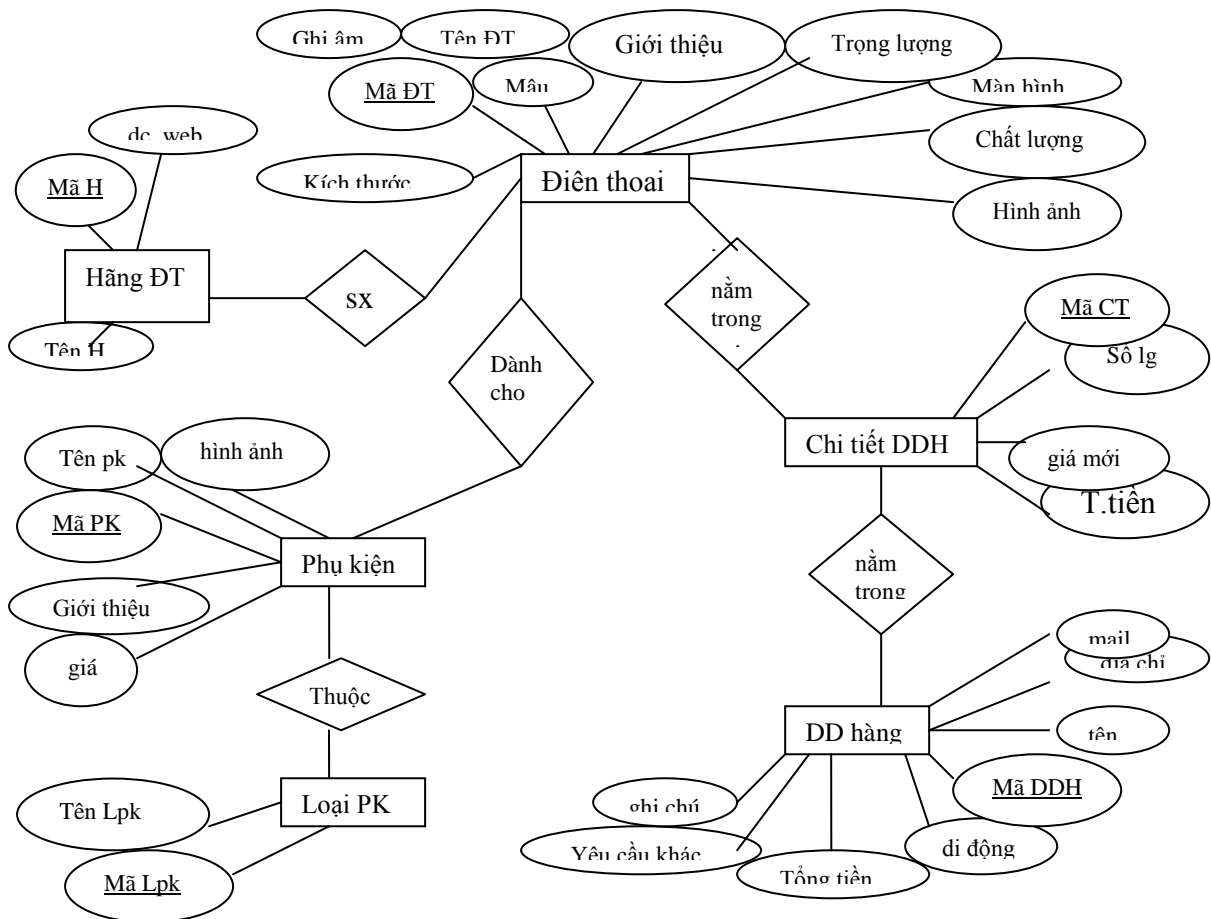 Ghi âm
Tên ĐT
Giới thiệu
Trọng lượng
Mã ĐT
Mâu
Màn hình
dc web
Chất lượng
Mã H
Kích thước
Điên thoai
Hình ảnh
Hãng ĐT
sx
nằm
trong
Mã CT
Tên H
Số lg
Dành
cho
Tên pk
hình ảnh
Chi tiết DDH
giá mới
T.tiền
Mã PK
Phụ kiện
nằm
trong
Giới thiệu
mail
địa chỉ
giá
Thuộc
DD hàng
tên
Mã DDH
Tên Lpk
Loại PK
ghi chú
Yêu cầu khác
di động
Mã Lpk
Tổng tiền